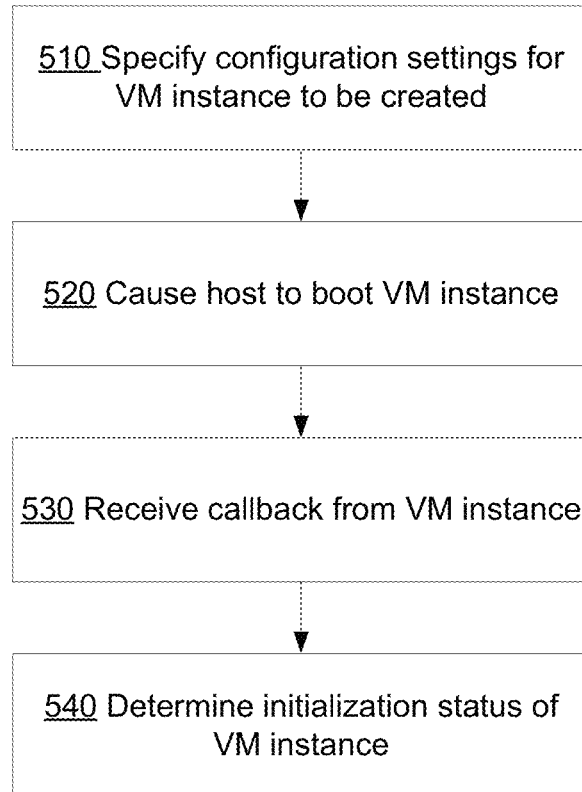 510 Specify configuration settings for
VM instance to be created
520 Cause host to boot VM instance
530 Receive callback from VM instance
540 Determine initialization status of
VM instance